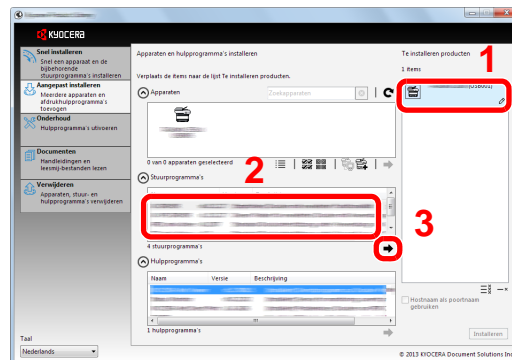 KYOCERA
Snel installeren
Snel een apparaat en de
bijbehorende
stuurprogramma's installeren
Aangepast installeren
Meerdere apparaten en
afdrukhulpprogramma's
toevoegen
Onderhoud
Hulpprogramma's uitvoeren
Documenten
Handleidingen en
leesmij-bestanden lezen
Verwijderen
Apparaten, stuur- en
hulpprogramma's verwijderen
Taal
Nederlands
Apparaten en hulpprogramma's installeren
Verplaats de items naar de lijst Te installeren producten.
Apparaten
Zoekapparaten
0 van 0 apparaten geselecteerd
2
Stuurprogramma's
4 stuurprogramma's
3
Hulpprogramma's
Naam Versie Beschrijving
1 hulpprogramma's
Te installeren producten
1
1 items
(USB001)
Hostnaam als poortnaam
gebruiken
Installeren
© 2013 KYOCERA Document Solutions Inc.